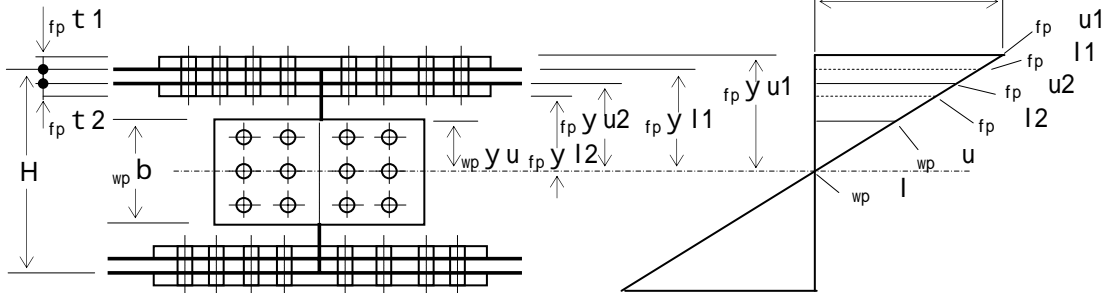 fp t 1
fp u1
fp l1
fp u2
fp l2
fp y u1
fp y l1
fp y u2
fp y l2
fp t 2
wp y u
wp b
H
wp u
wp l